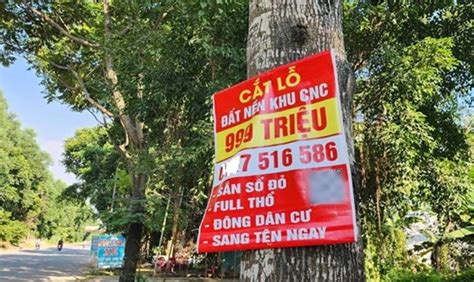 CẮT LỖ
ĐẤT NỀN KHU CNC
999 TRIỆU
7 516 586
- SẴN SỔ ĐỎ
- FULL THỔ
- ĐÔNG DÂN CƯ
- SANG TÊN NGAY